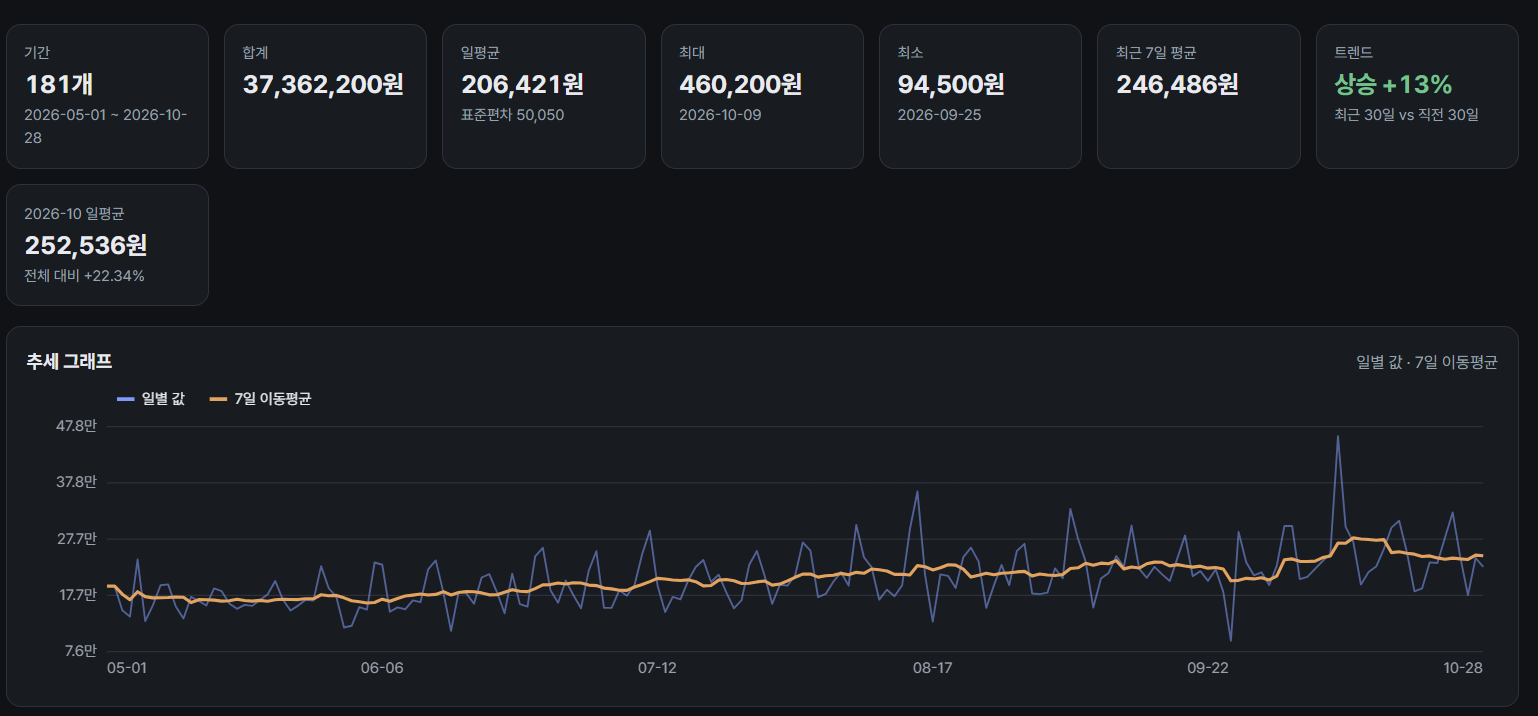 기간
181개
2026-05-01 ~ 2026-10-
28
합계
37,362,200원
일평균
206,421원
표준편차 50,050
최대
460,200원
2026-10-09
최소
94,500원
2026-09-25
최근 7일 평균
246,486원
트렌드
상승 +13%
최근 30일 vs 직전 30일
2026-10 일평균
252,536원
전체 대비 +22.34%
추세 그래프
일별 값 · 7일 이동평균
일별 값
7일 이동평균
47.8만
37.8만
27.7만
17.7만
7.6만
05-01
06-06
07-12
08-17
09-22
10-28